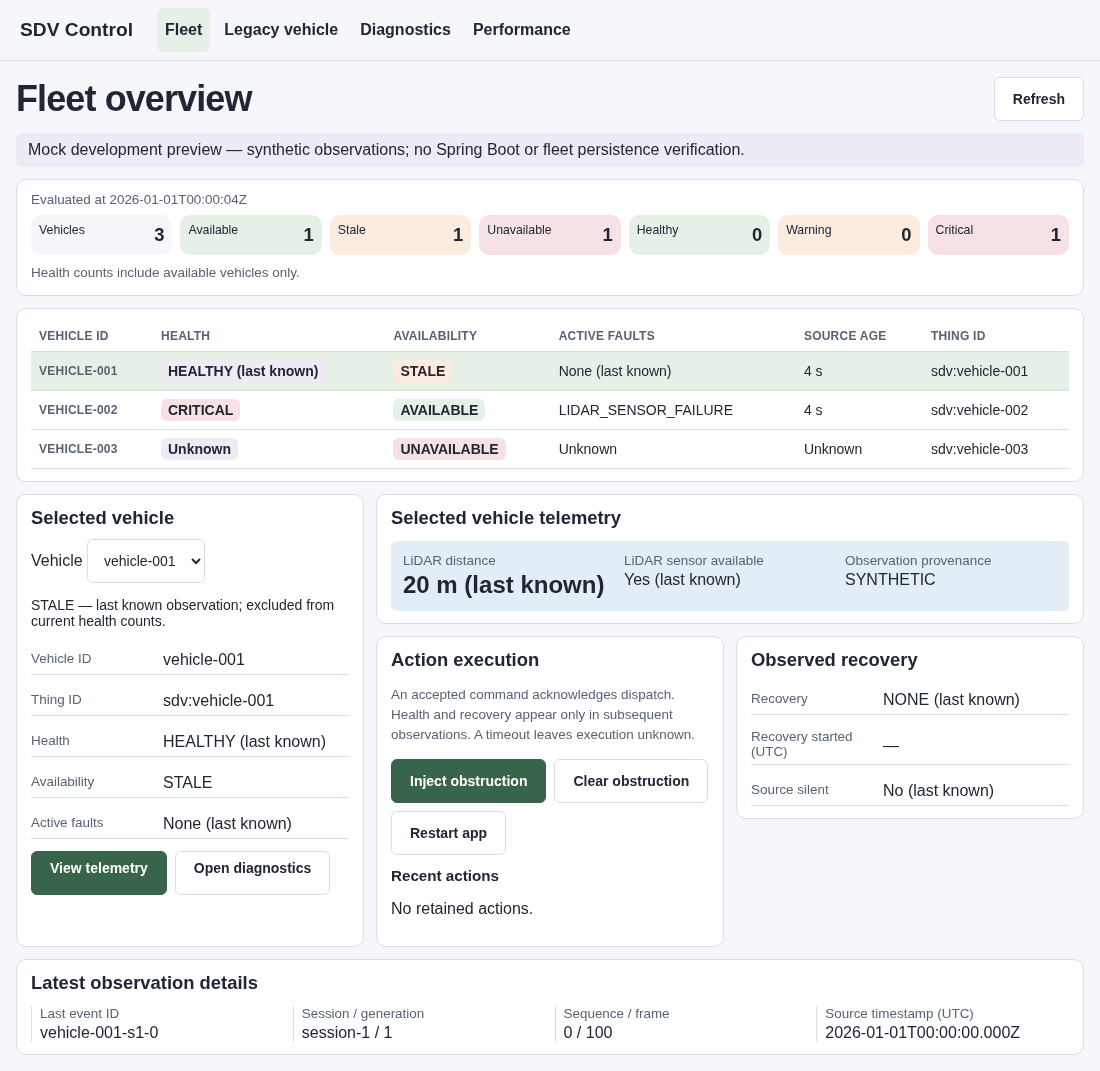 SDV Control Fleet Legacy vehicle Diagnostics Performance
Fleet overview
Refresh
Mock development preview — synthetic observations; no Spring Boot or fleet persistence verification.
Evaluated at 2026-01-01T00:00:04Z
Vehicles 3 Available 1 Stale 1 Unavailable 1 Healthy 0 Warning 0 Critical 1
Health counts include available vehicles only.
VEHICLE ID HEALTH AVAILABILITY ACTIVE FAULTS SOURCE AGE THING ID
VEHICLE-001 HEALTHY (last known) STALE None (last known) 4 s sdv:vehicle-001
VEHICLE-002 CRITICAL AVAILABLE LIDAR_SENSOR_FAILURE 4 s sdv:vehicle-002
VEHICLE-003 Unknown UNAVAILABLE Unknown Unknown sdv:vehicle-003
Selected vehicle
Vehicle vehicle-001
STALE — last known observation; excluded from
current health counts.
Vehicle ID vehicle-001
Thing ID sdv:vehicle-001
Health HEALTHY (last known)
Availability STALE
Active faults None (last known)
View telemetry Open diagnostics
Selected vehicle telemetry
LiDAR distance LiDAR sensor available Observation provenance
20 m (last known) Yes (last known) SYNTHETIC
Action execution
An accepted command acknowledges dispatch.
Health and recovery appear only in subsequent
observations. A timeout leaves execution unknown.
Inject obstruction Clear obstruction
Restart app
Recent actions
No retained actions.
Observed recovery
Recovery NONE (last known)
Recovery started
(UTC) —
Source silent No (last known)
Latest observation details
Last event ID Session / generation Sequence / frame Source timestamp (UTC)
vehicle-001-s1-0 session-1 / 1 0 / 100 2026-01-01T00:00:00.000Z